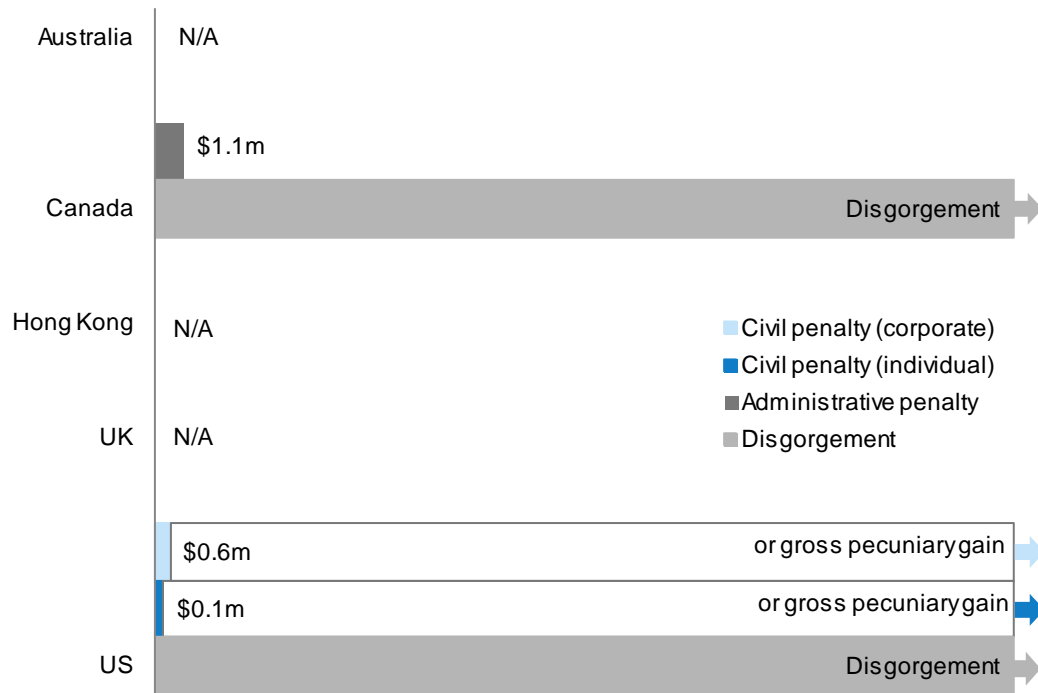 Australia N/A
$1.1m
Canada Disgorgement
Hong Kong N/A
Civil penalty (corporate)
Civil penalty (individual)
Administrative penalty
UK N/A
Disgorgement
$0.6m or gross pecuniary gain
$0.1m or gross pecuniary gain
US Disgorgement